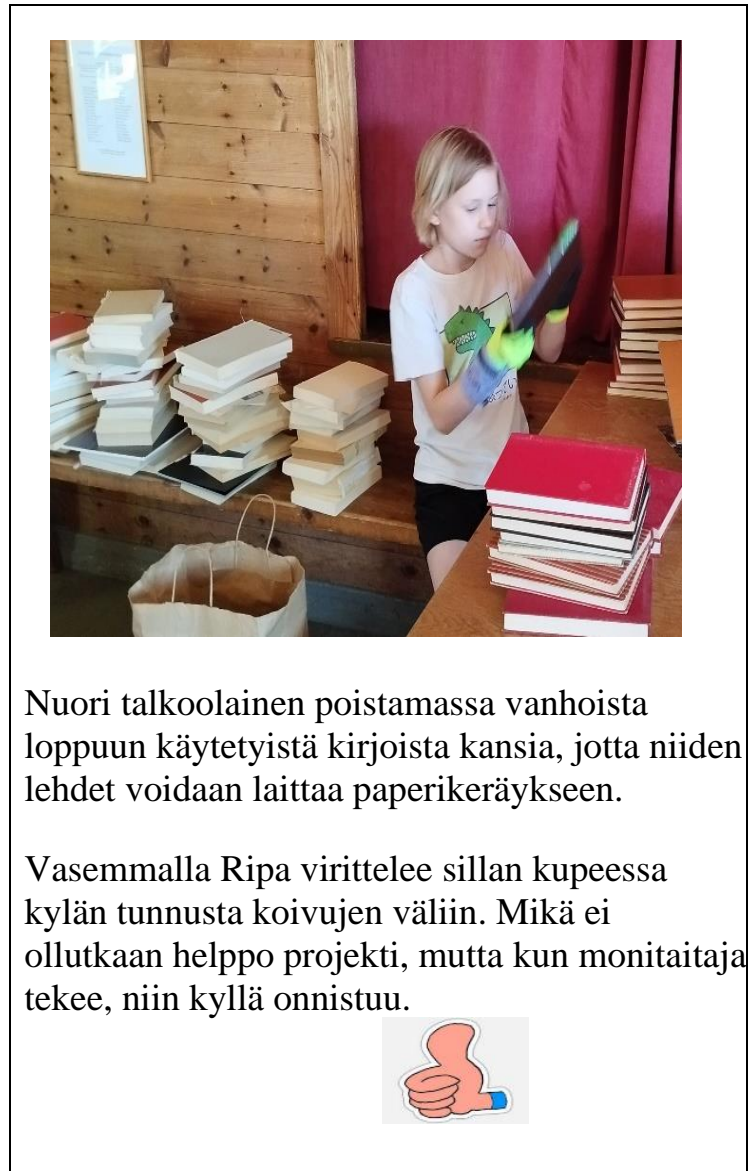 Nuori talkoolainen poistamassa vanhoista
loppuun käytetyistä kirjoista kansia, jotta niiden
lehdet voidaan laittaa paperikeräykseen.
Vasemmalla Ripa virittelee sillan kupeessa
kylän tunnusta koivujen väliin. Mikä ei
ollutkaan helppo projekti, mutta kun monitaitaja
tekee, niin kyllä onnistuu.